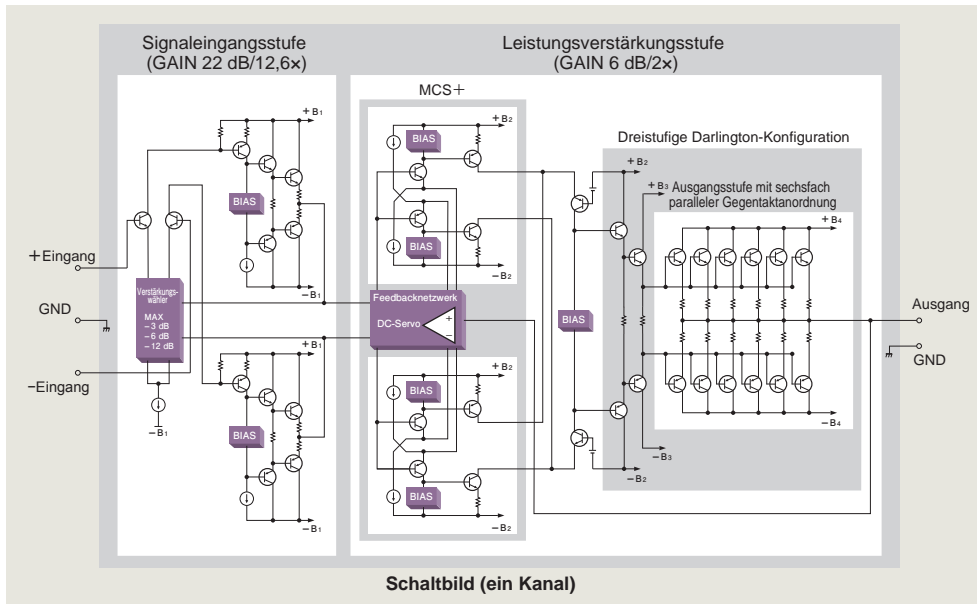 Signaleingangsstufe
(GAIN 22 dB/12,6×)
Leistungsverstärkungsstufe
(GAIN 6 dB/2×)
MCS+
+B1
BIAS
−B1
+B2
BIAS
BIAS
−B2
Dreistufige Darlington-Konfiguration
+B2
+B3
Ausgangsstufe mit sechsfach
paralleler Gegentaktanordnung
+B4
+Eingang
GND
−Eingang
Verstärkungs-
wähler
MAX
−3 dB
−6 dB
−12 dB
−B1
Feedbacknetzwerk
DC-Servo
+
−
BIAS
Ausgang
GND
+B1
BIAS
−B1
+B2
BIAS
BIAS
−B2
−B4
−B3
−B2
Schaltbild (ein Kanal)